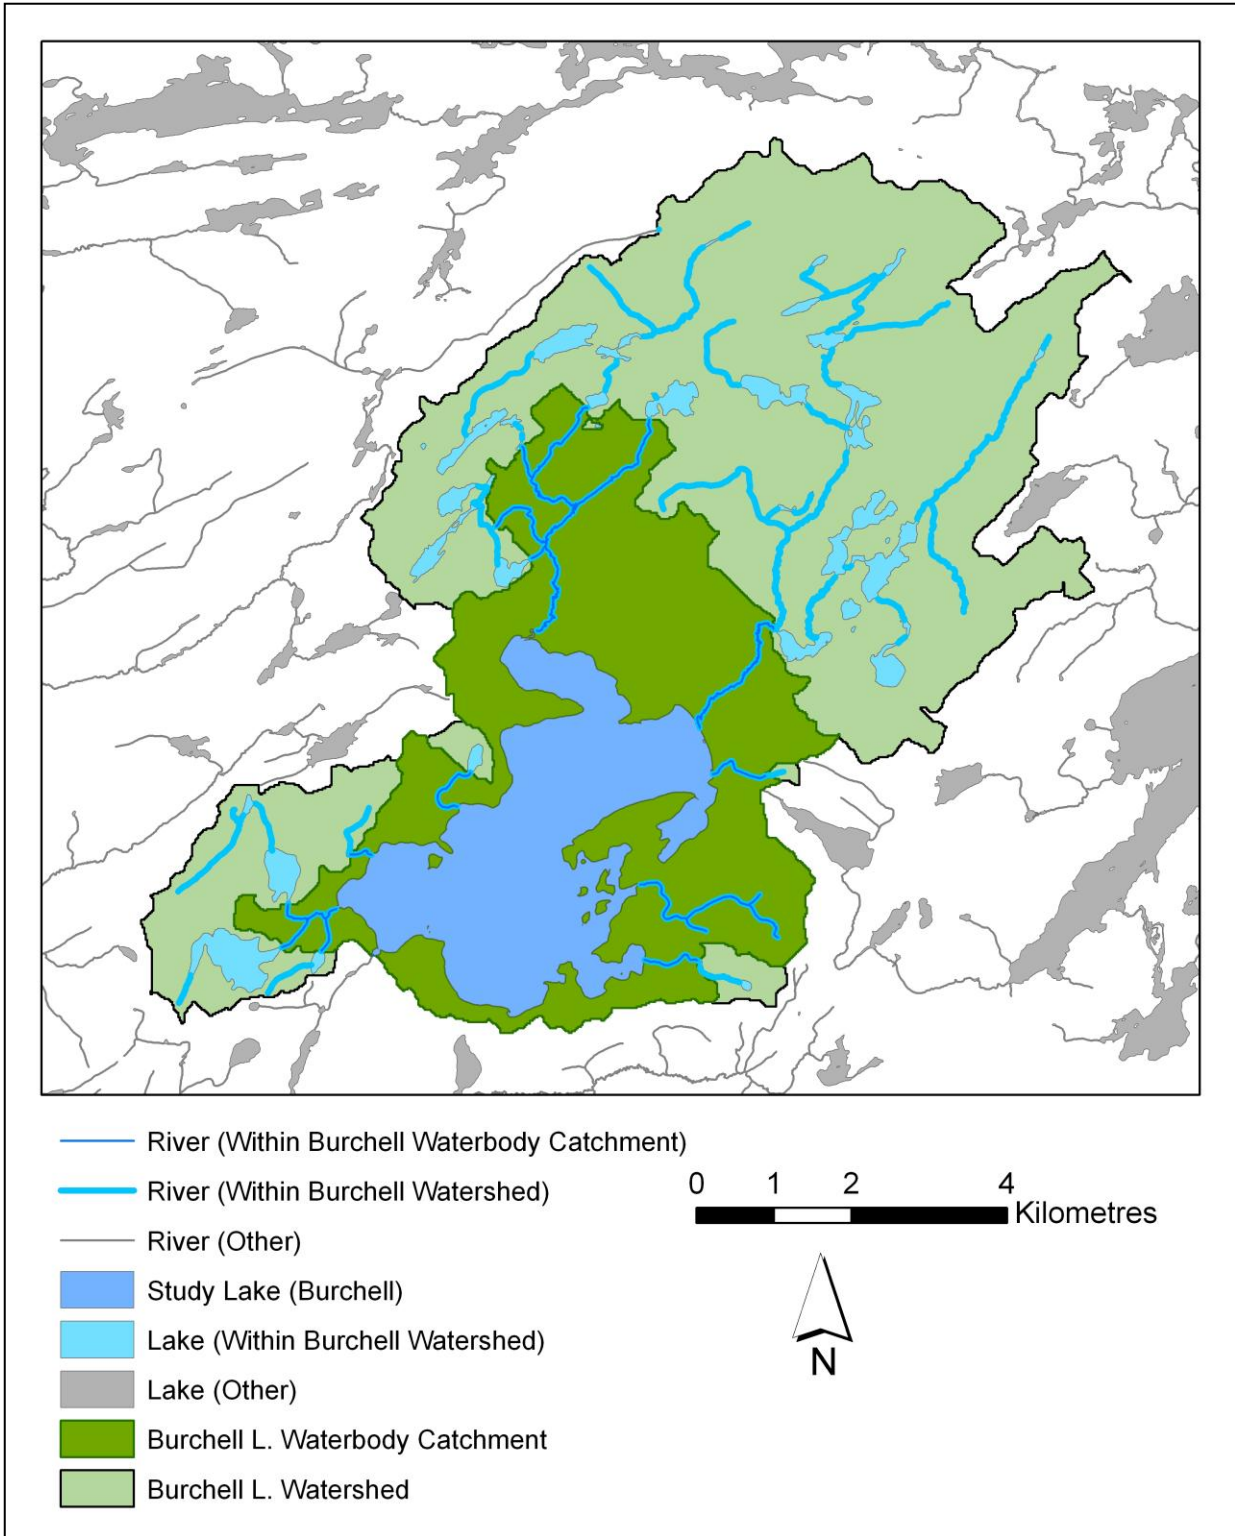 River (Within Burchell Waterbody Catchment)
River (Within Burchell Watershed)
River (Other)
Study Lake (Burchell)
Lake (Within Burchell Watershed)
Lake (Other)
Burchell L. Waterbody Catchment
Burchell L. Watershed
0 1 2 4
Kilometres
N